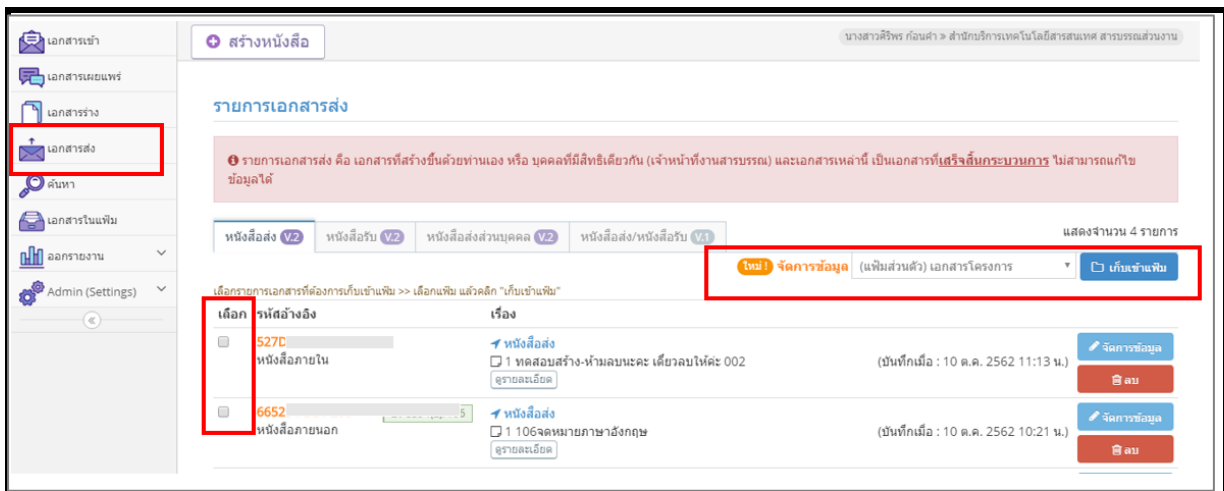 เอกสารเข้า
เอกสารเผยแพร่
เอกสารร่าง
เอกสารส่ง
ค้นหา
เอกสารในแฟ้ม
ออกรายงาน
Admin (Settings)
สร้างหนังสือ
นางสาวศิริพร ก้อนคำ » สำนักบริการเทคโนโลยีสารสนเทศ สารบรรณส่วนงาน
รายการเอกสารส่ง
รายการเอกสารส่ง คือ เอกสารที่สร้างขึ้นด้วยท่านเอง หรือ บุคคลที่มีสิทธิเดียวกัน (เจ้าหน้าที่งานสารบรรณ) และเอกสารเหล่านี้ เป็นเอกสารที่เสร็จสิ้นกระบวนการ ไม่สามารถแก้ไข
ข้อมูลได้
หนังสือส่ง V.2 หนังสือรับ V.2 หนังสือส่งส่วนบุคคล V.2 หนังสือส่ง/หนังสือรับ V.1
แสดงจำนวน 4 รายการ
ใหม่ ! จัดการข้อมูล (แฟ้มส่วนตัว) เอกสารโครงการ เก็บเข้าแฟ้ม
เลือกรายการเอกสารที่ต้องการเก็บเข้าแฟ้ม >> เลือกแฟ้ม แล้วคลิก "เก็บเข้าแฟ้ม"
เลือก รหัสอ้างอิง เรื่อง
527D หนังสือส่ง จัดการข้อมูล
หนังสือภายใน 1 ทดสอบสร้าง-ห้ามลบนะคะ เดี๋ยวลบให้ค่ะ 002 (บันทึกเมื่อ : 10 ต.ค. 2562 11:13 น.)
ดูรายละเอียด ลบ
6652 5 หนังสือส่ง จัดการข้อมูล
หนังสือภายนอก 1 106จดหมายภาษาอังกฤษ (บันทึกเมื่อ : 10 ต.ค. 2562 10:21 น.)
ดูรายละเอียด ลบ